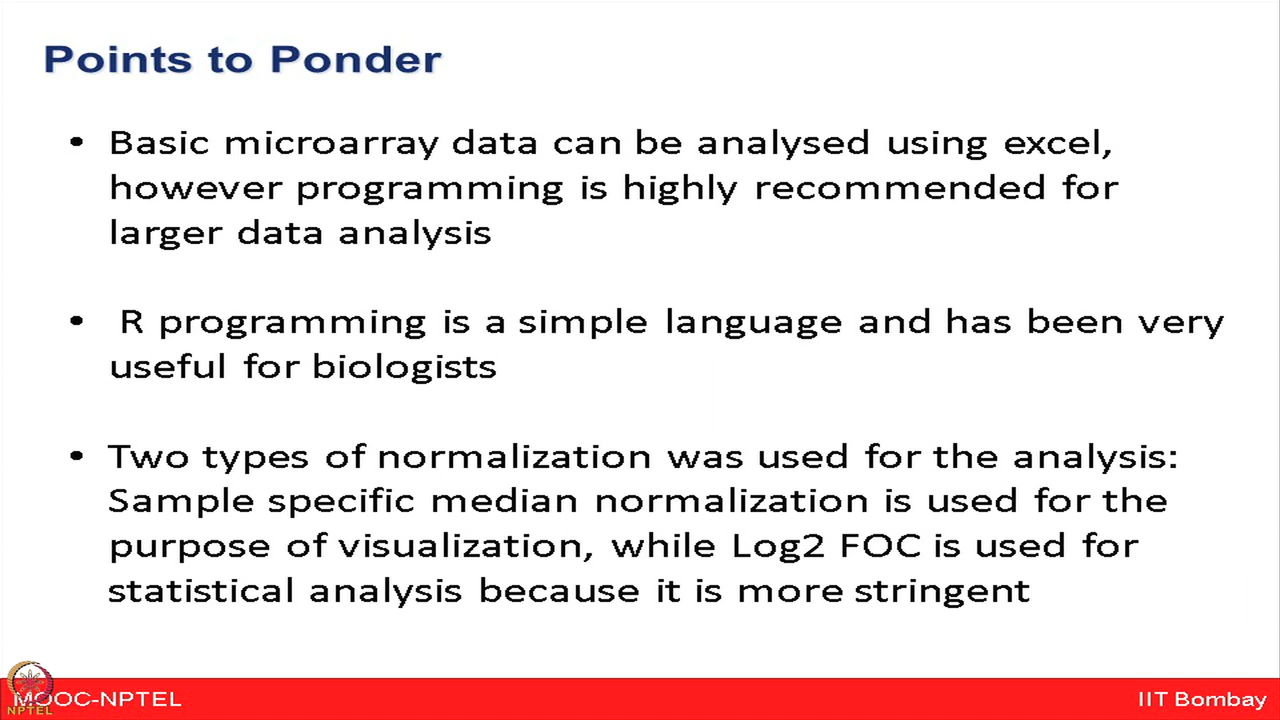 Points to Ponder
• Basic microarray data can be analysed using excel,
however programming is highly recommended for
larger data analysis
• R programming is a simple language and has been very
useful for biologists
• Two types of normalization was used for the analysis:
Sample specific median normalization is used for the
purpose of visualization, while Log2 FOC is used for
statistical analysis because it is more stringent
MOOC-NPTEL
NPTEL
IIT Bombay